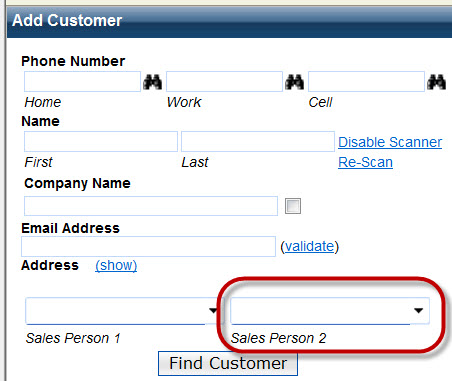 Add Customer
Phone Number
Home Work Cell
Name
Disable Scanner
First Last Re-Scan
Company Name
Email Address
(validate)
Address (show)
Sales Person 1 Sales Person 2
Find Customer